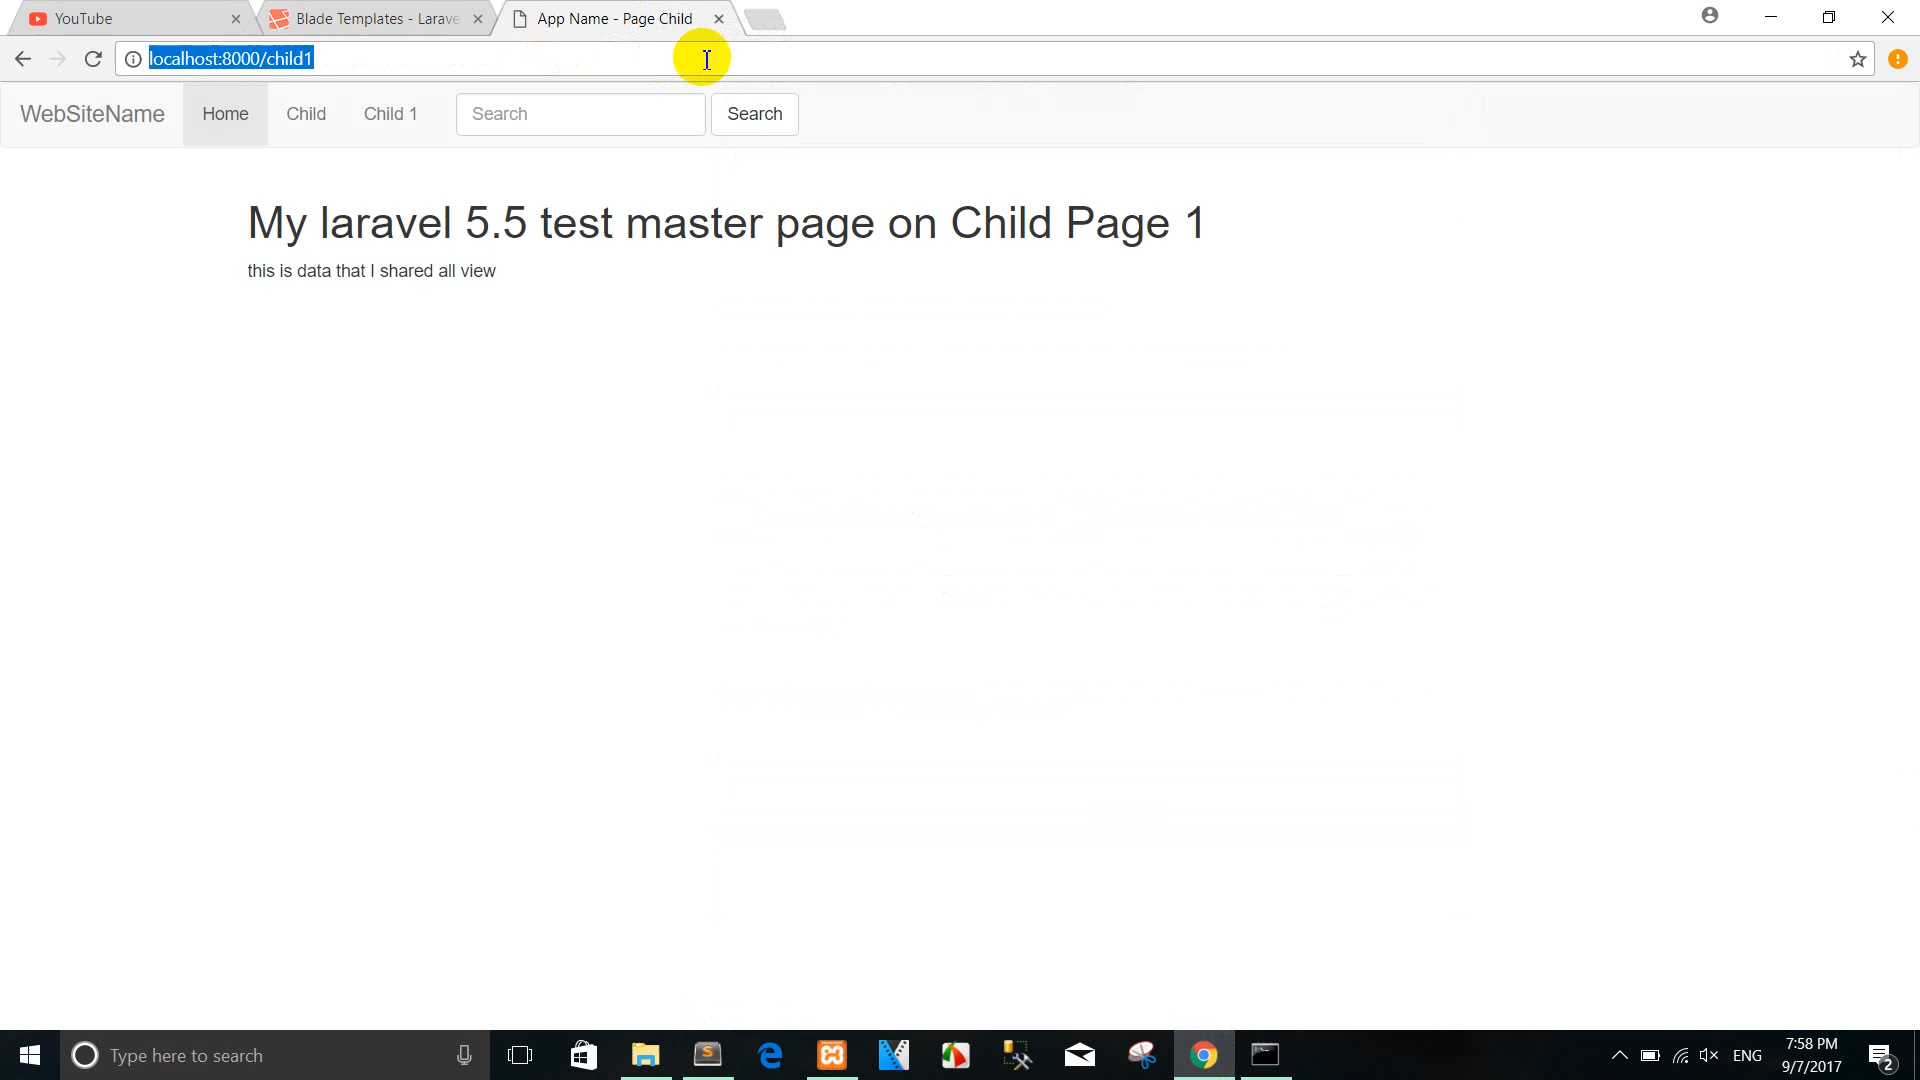 YouTube
Blade Templates - Larave
App Name - Page Child
localhost:8000/child1
WebSiteName
Home
Child
Child 1
Search
Search
My laravel 5.5 test master page on Child Page 1
this is data that I shared all view
Type here to search
ENG
7:58 PM
9/7/2017
2